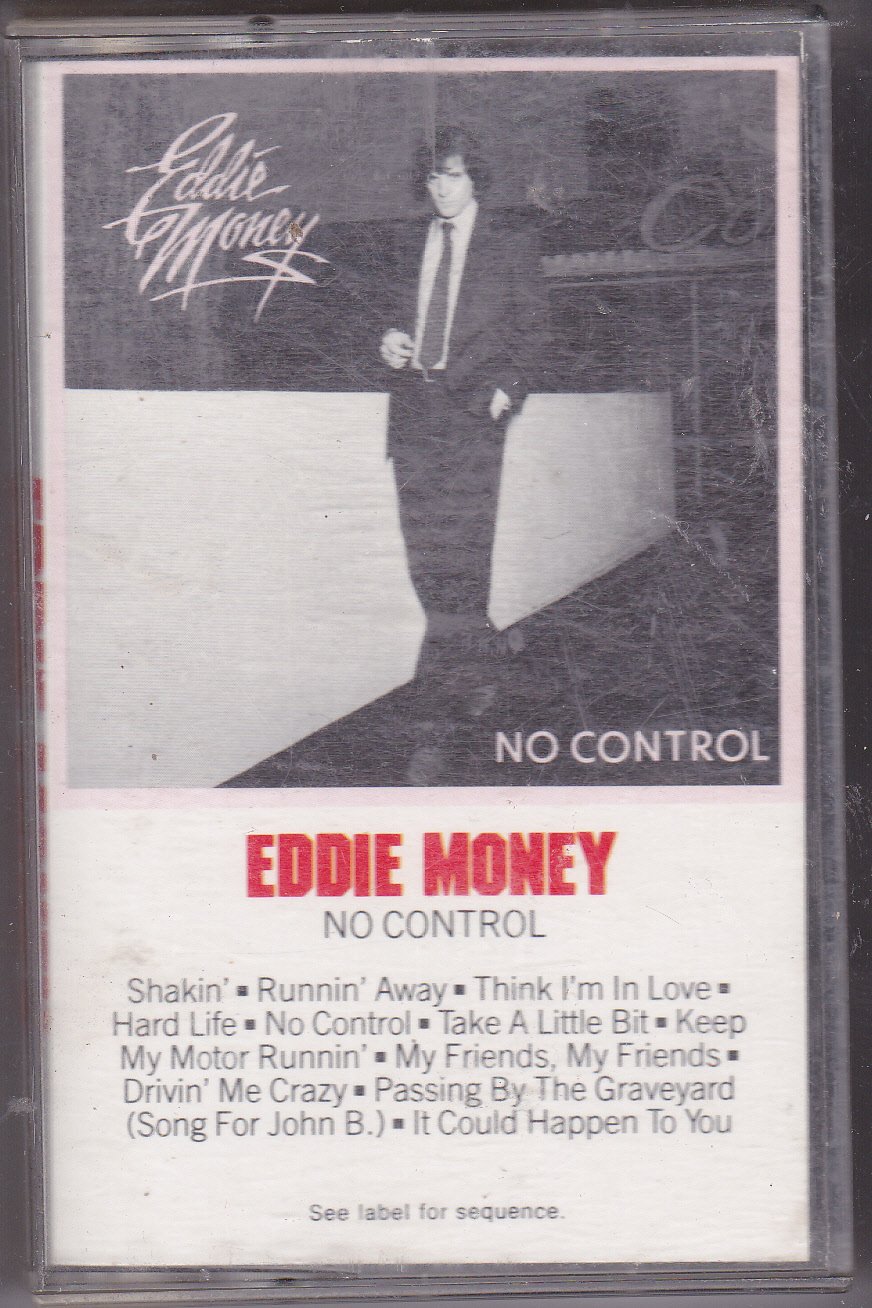 Eddie
Money
NO CONTROL
EDDIE MONEY
NO CONTROL
Shakin' ▪ Runnin' Away ▪ Think I'm In Love ▪
Hard Life ▪ No Control ▪ Take A Little Bit ▪ Keep
My Motor Runnin' ▪ My Friends, My Friends ▪
Drivin' Me Crazy ▪ Passing By The Graveyard
(Song For John B.) ▪ It Could Happen To You
See label for sequence.